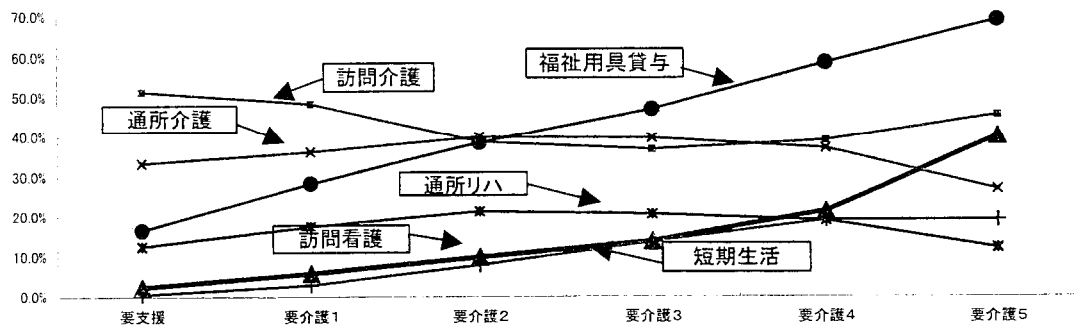 70.0%
60.0%
50.0%
40.0%
30.0%
20.0%
10.0%
0.0%
訪問介護
福祉用具貸与
通所介護
通所リハ
訪問看護
短期生活
要支援
要介護1
要介護2
要介護3
要介護4
要介護5